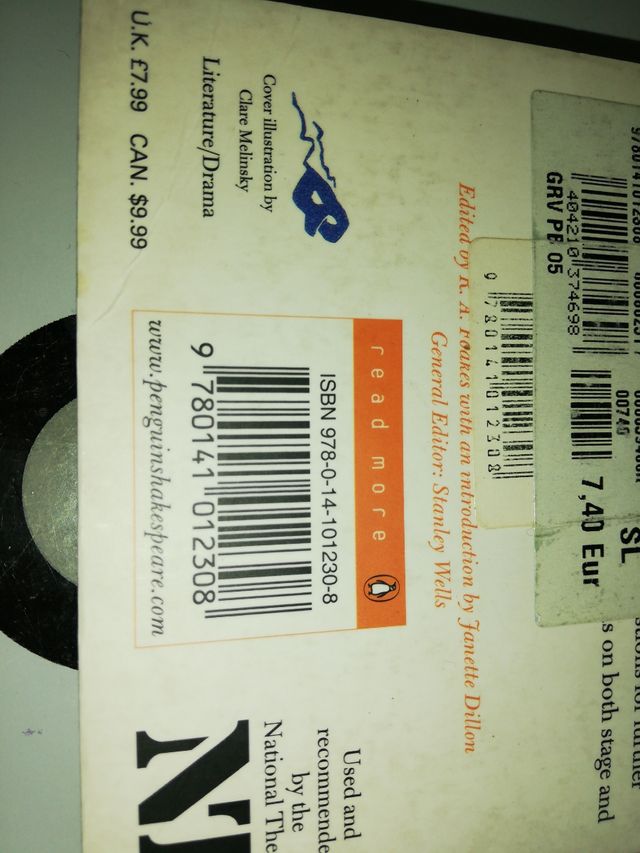 9780141012308
4042101374698
GRV PB 05
00740
7,40 Eur
SL
s on both stage and
9780141012308
Edited by R. A. Foakes with an introduction by Janette Dillon
General Editor: Stanley Wells
read more
ISBN 978-0-14-101230-8
9 780141 012308
www.penguinshakespeare.com
Cover illustration by
Clare Melinsky
Literature/Drama
U.K. £7.99 CAN. $9.99
Used and
recommende
by the
National The
N